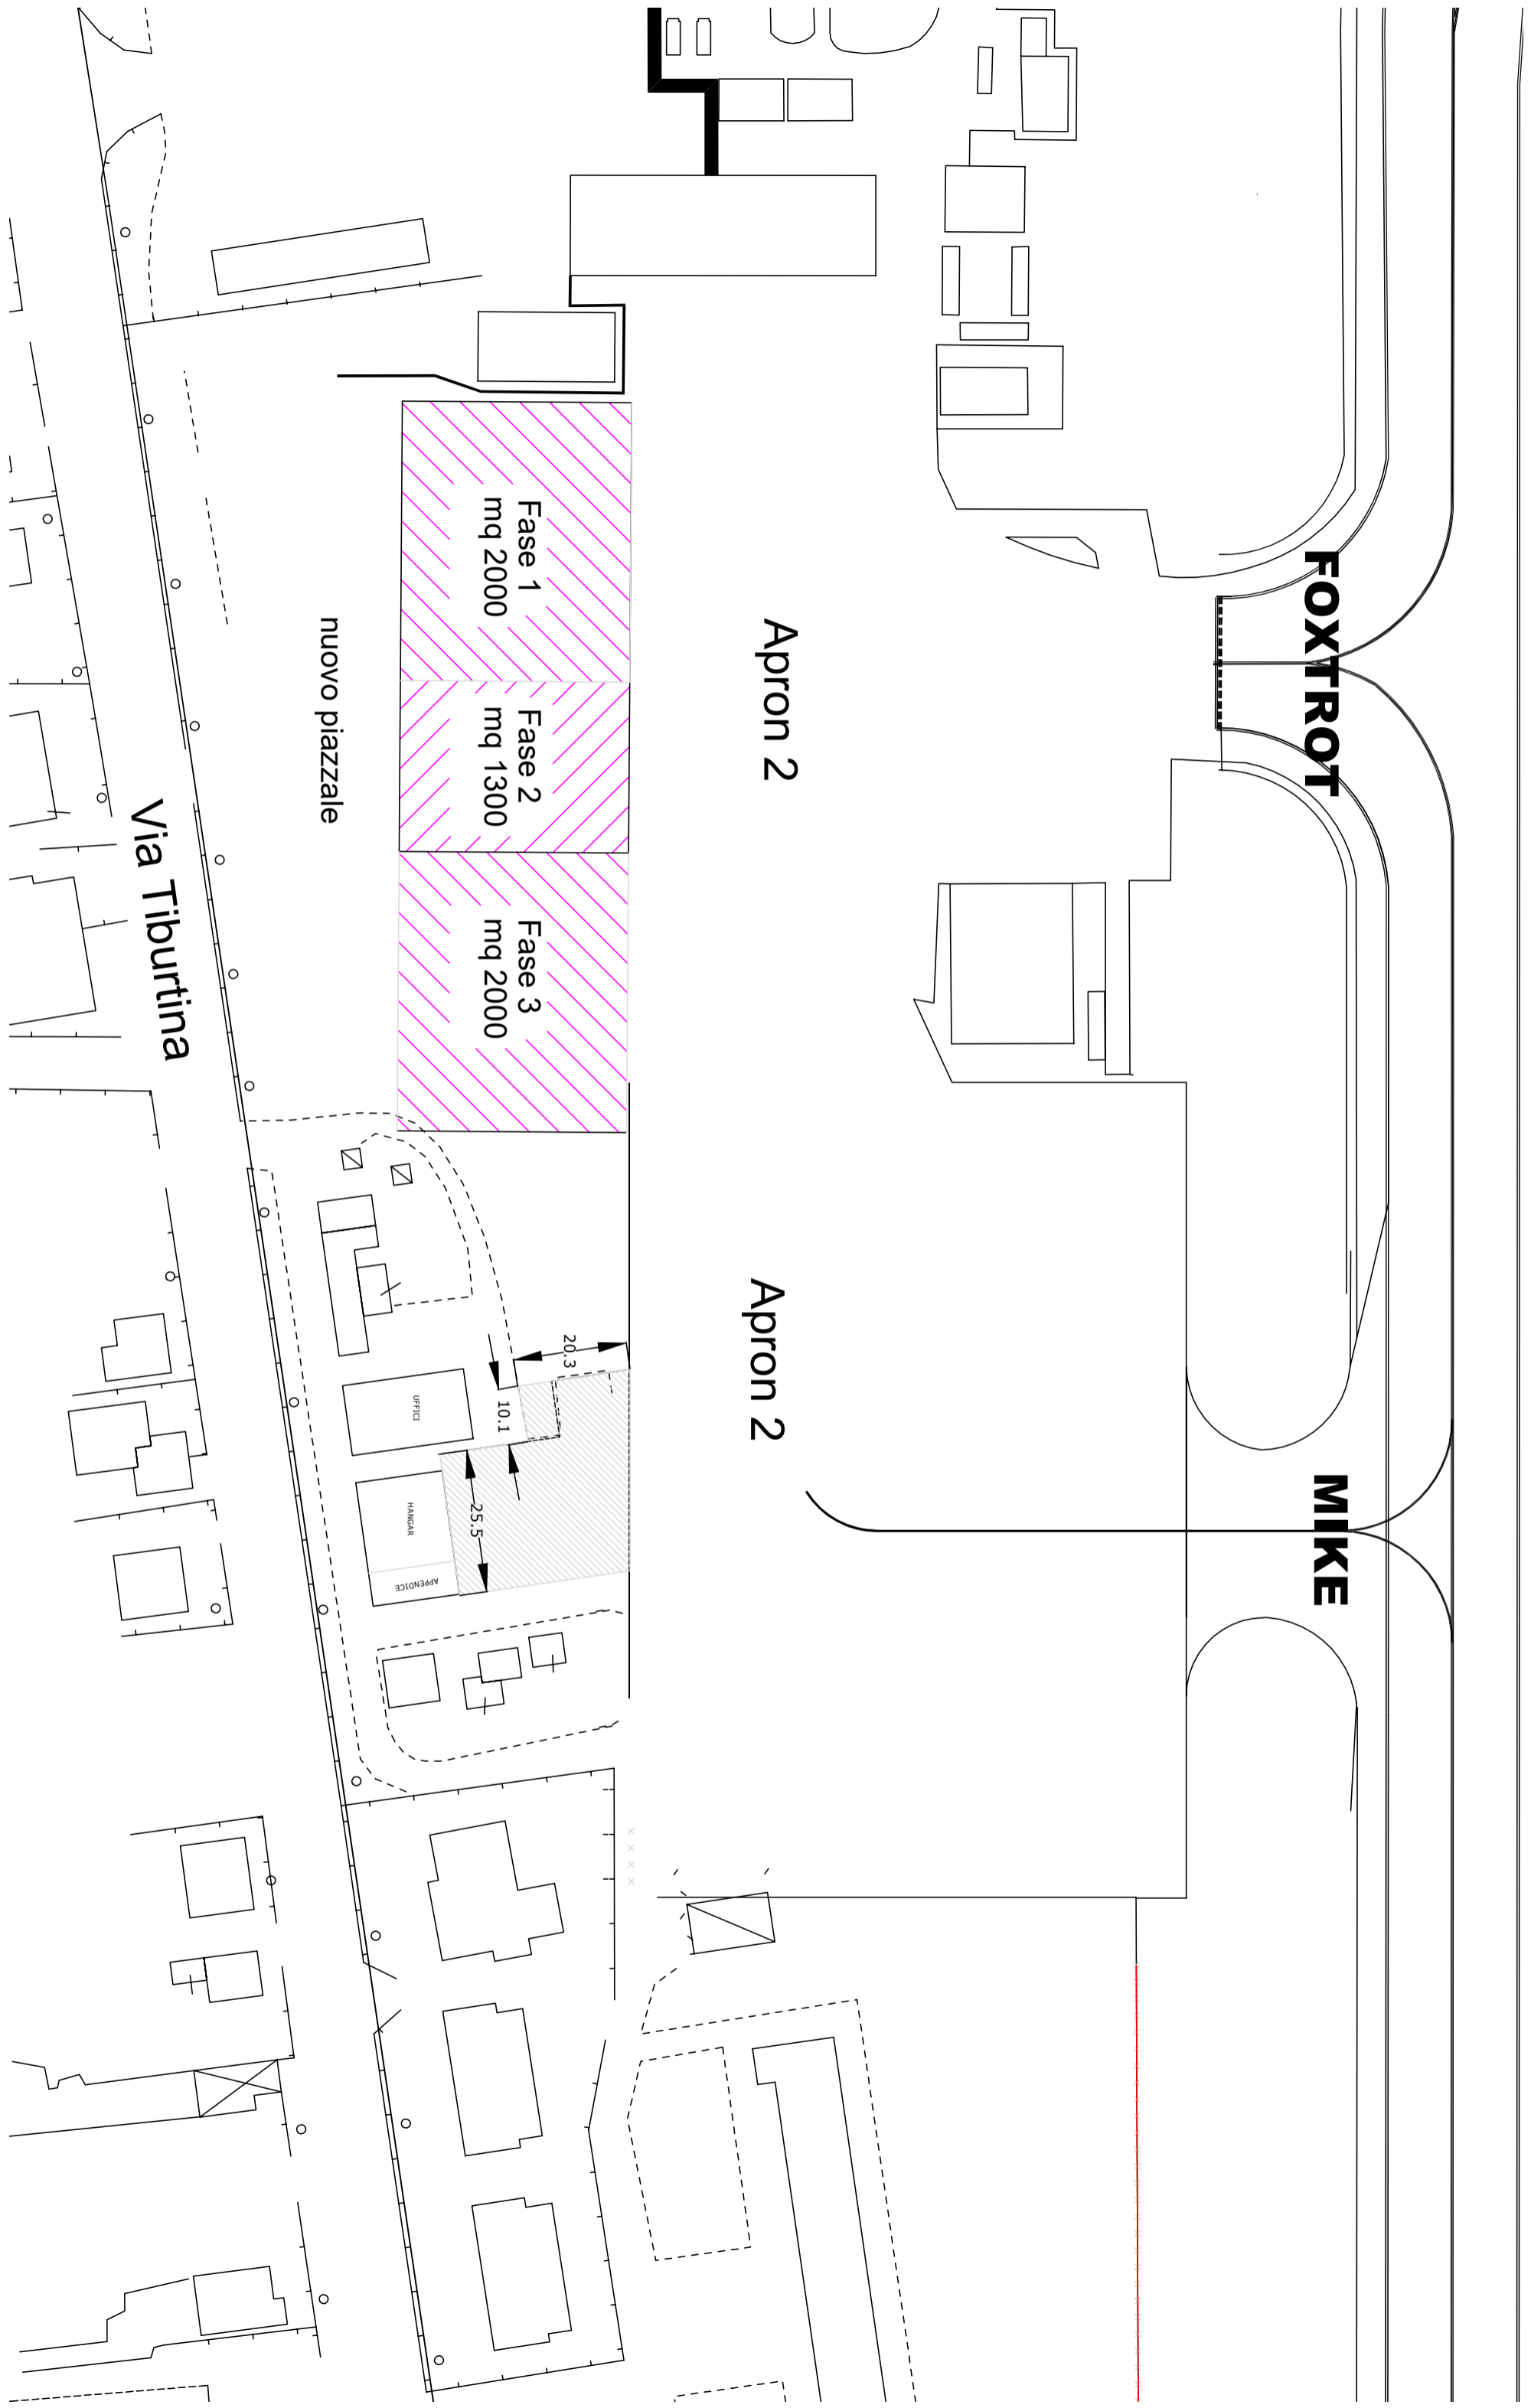 FOXTROT
MIKE
Apron 2
Apron 2
Fase 1
mq 2000
Fase 2
mq 1300
Fase 3
mq 2000
nuovo piazzale
Via Tiburtina
20.3
10.1
25.5
UFFICI
HANGAR
APPENDICE